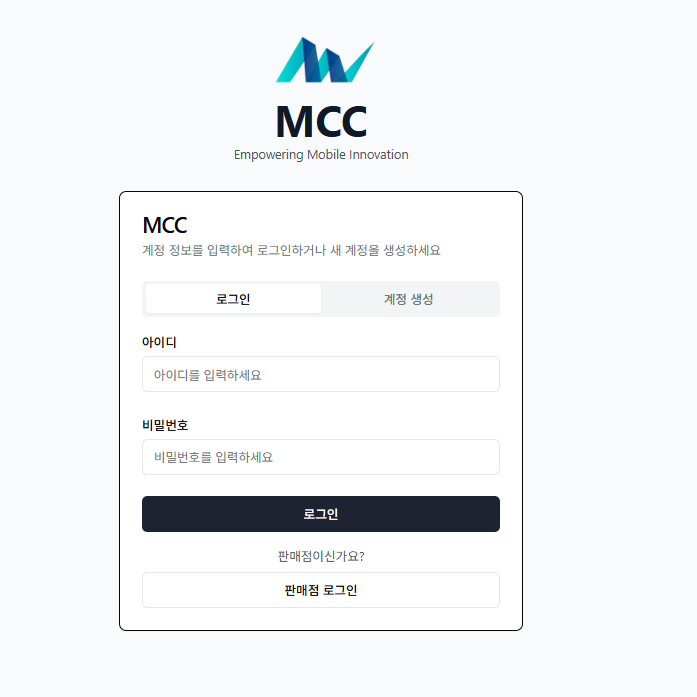 MCC
Empowering Mobile Innovation
MCC
계정 정보를 입력하여 로그인하거나 새 계정을 생성하세요
로그인 계정 생성
아이디
아이디를 입력하세요
비밀번호
비밀번호를 입력하세요
로그인
판매점이신가요?
판매점 로그인